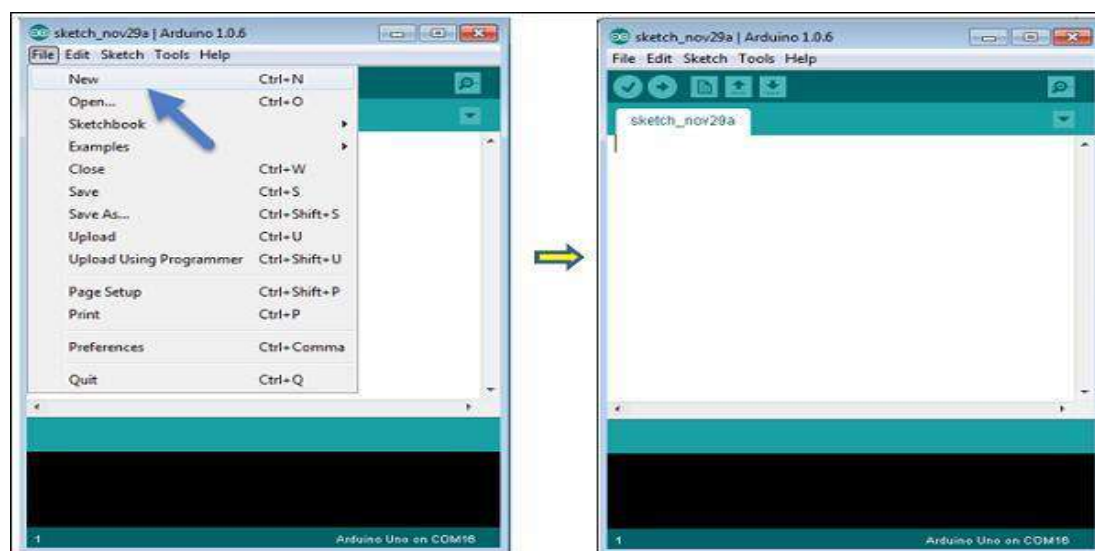 sketch_nov29a | Arduino 1.0.6
File Edit Sketch Tools Help
New Ctrl+N
Open... Ctrl+O
Sketchbook
Examples
Close Ctrl+W
Save Ctrl+S
Save As... Ctrl+Shift+S
Upload Ctrl+U
Upload Using Programmer Ctrl+Shift+U
Page Setup Ctrl+Shift+P
Print Ctrl+P
Preferences Ctrl+Comma
Quit Ctrl+Q
1 Arduino Uno on COM16
sketch_nov29a | Arduino 1.0.6
File Edit Sketch Tools Help
sketch_nov29a
1 Arduino Uno on COM16